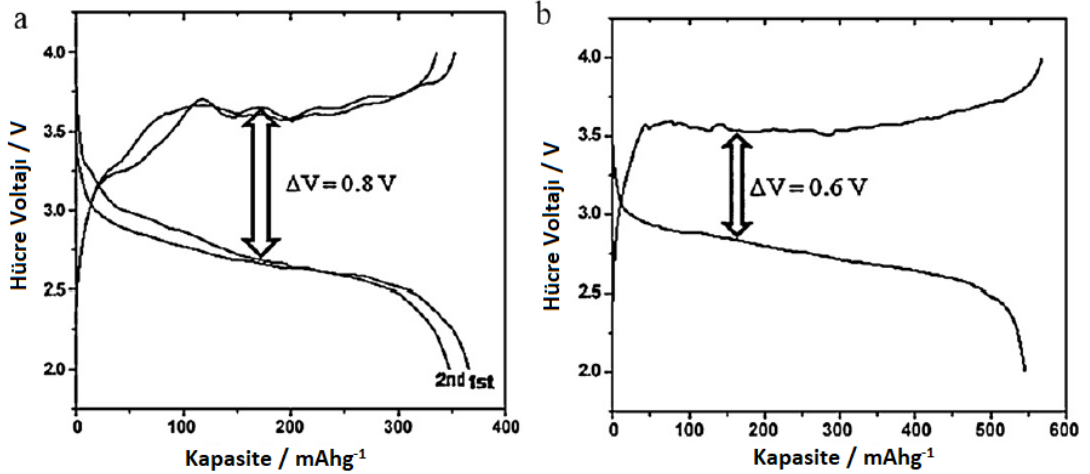 a
Hücre Voltajı / V
4.0
3.5
3.0
2.5
2.0
ΔV = 0.8 V
2nd 1st
0
100
200
300
400
Kapasite / mAhg⁻¹
b
Hücre Voltajı / V
4.0
3.5
3.0
2.5
2.0
ΔV = 0.6 V
0
100
200
300
400
500
600
Kapasite / mAhg⁻¹